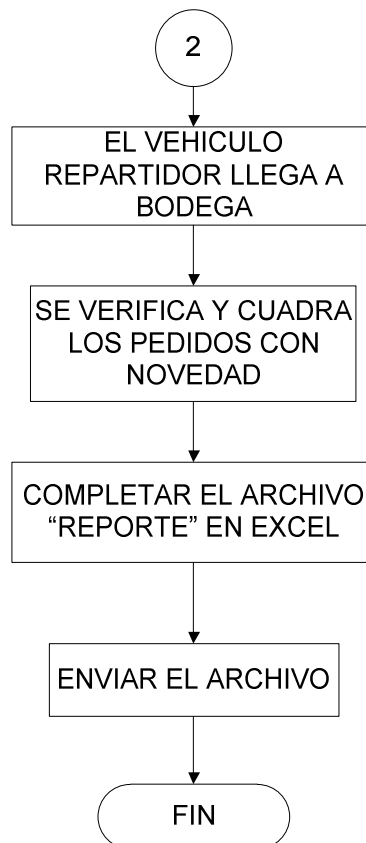 2
EL VEHICULO
REPARTIDOR LLEGA A
BODEGA
SE VERIFICA Y CUADRA
LOS PEDIDOS CON
NOVEDAD
COMPLETAR EL ARCHIVO
“REPORTE” EN EXCEL
ENVIAR EL ARCHIVO
FIN